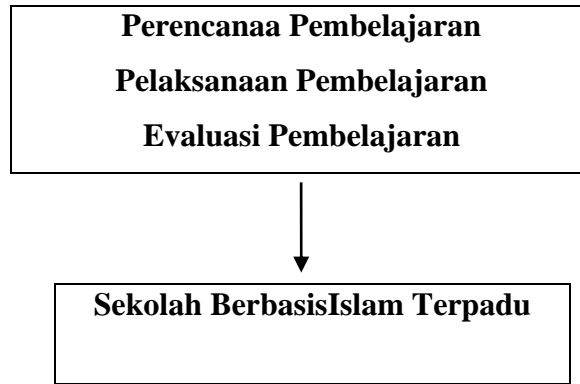 Perencanaa Pembelajaran
Pelaksanaan Pembelajaran
Evaluasi Pembelajaran
Sekolah BerbasisIslam Terpadu